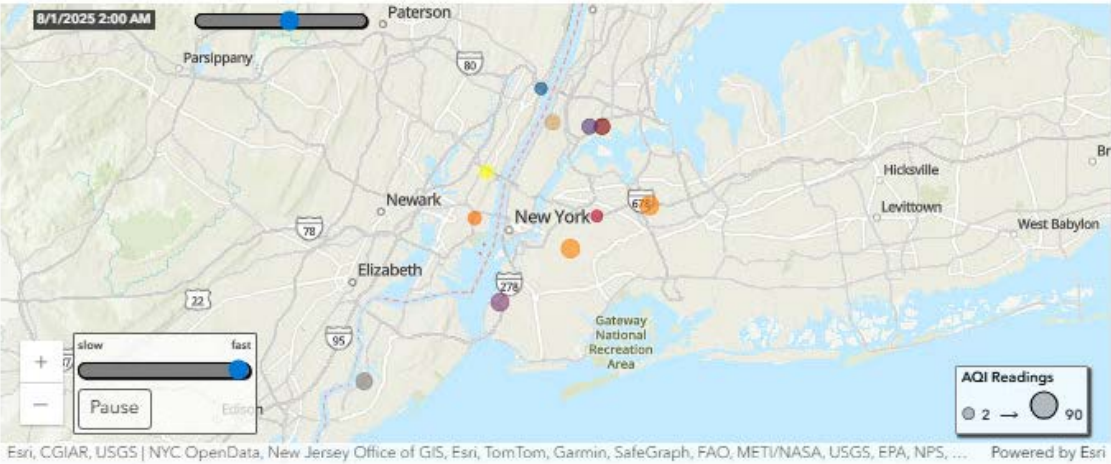 8/1/2025 2:00 AM
Paterson
Parsippany
80
Hicksville
Br
Newark
678
Levittown
New York
West Babylon
78
Elizabeth
278
22
Gateway
National
Recreation
Area
95
slow fast
+
AQI Readings
Pause
2 → 90
−
Edison
Esri, CGIAR, USGS | NYC OpenData, New Jersey Office of GIS, Esri, TomTom, Garmin, SafeGraph, FAO, METI/NASA, USGS, EPA, NPS, ... Powered by Esri